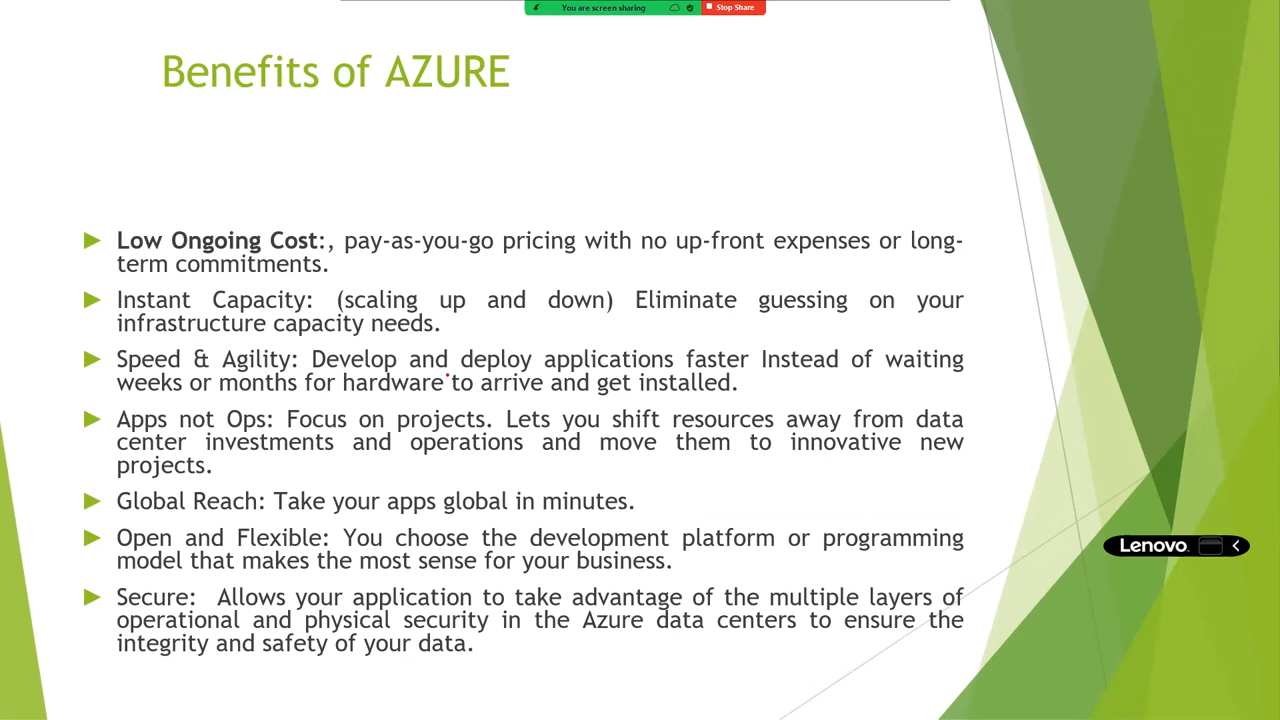 You are screen sharing
Stop Share
Benefits of AZURE
Low Ongoing Cost:, pay-as-you-go pricing with no up-front expenses or long-
term commitments.
Instant Capacity: (scaling up and down) Eliminate guessing on your
infrastructure capacity needs.
Speed & Agility: Develop and deploy applications faster Instead of waiting
weeks or months for hardware to arrive and get installed.
Apps not Ops: Focus on projects. Lets you shift resources away from data
center investments and operations and move them to innovative new
projects.
Global Reach: Take your apps global in minutes.
Open and Flexible: You choose the development platform or programming
model that makes the most sense for your business.
Secure: Allows your application to take advantage of the multiple layers of
operational and physical security in the Azure data centers to ensure the
integrity and safety of your data.
Lenovo